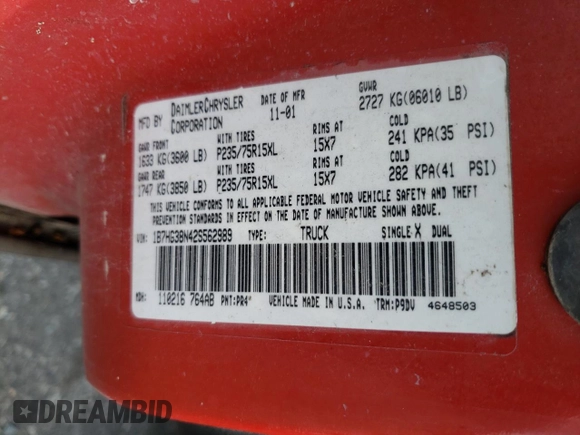 MFD BY DAIMLERCHRYSLER CORPORATION
DATE OF MFR 11-01
GVWR 2727 KG(06010 LB)
GAWR FRONT WITH TIRES RIMS AT COLD
1633 KG(3600 LB) P235/75R15XL 15X7 241 KPA(35 PSI)
GAWR REAR WITH TIRES RIMS AT COLD
1747 KG(3850 LB) P235/75R15XL 15X7 282 KPA(41 PSI)
THIS VEHICLE CONFORMS TO ALL APPLICABLE FEDERAL MOTOR VEHICLE SAFETY AND THEFT
PREVENTION STANDARDS IN EFFECT ON THE DATE OF MANUFACTURE SHOWN ABOVE.
VIN: 1B7HG38N42S562989 TYPE: TRUCK SINGLE X DUAL
MDH: 110216 764AB PNT:PR4* VEHICLE MADE IN U.S.A. TRM:P9DV 4648503
DREAMBID